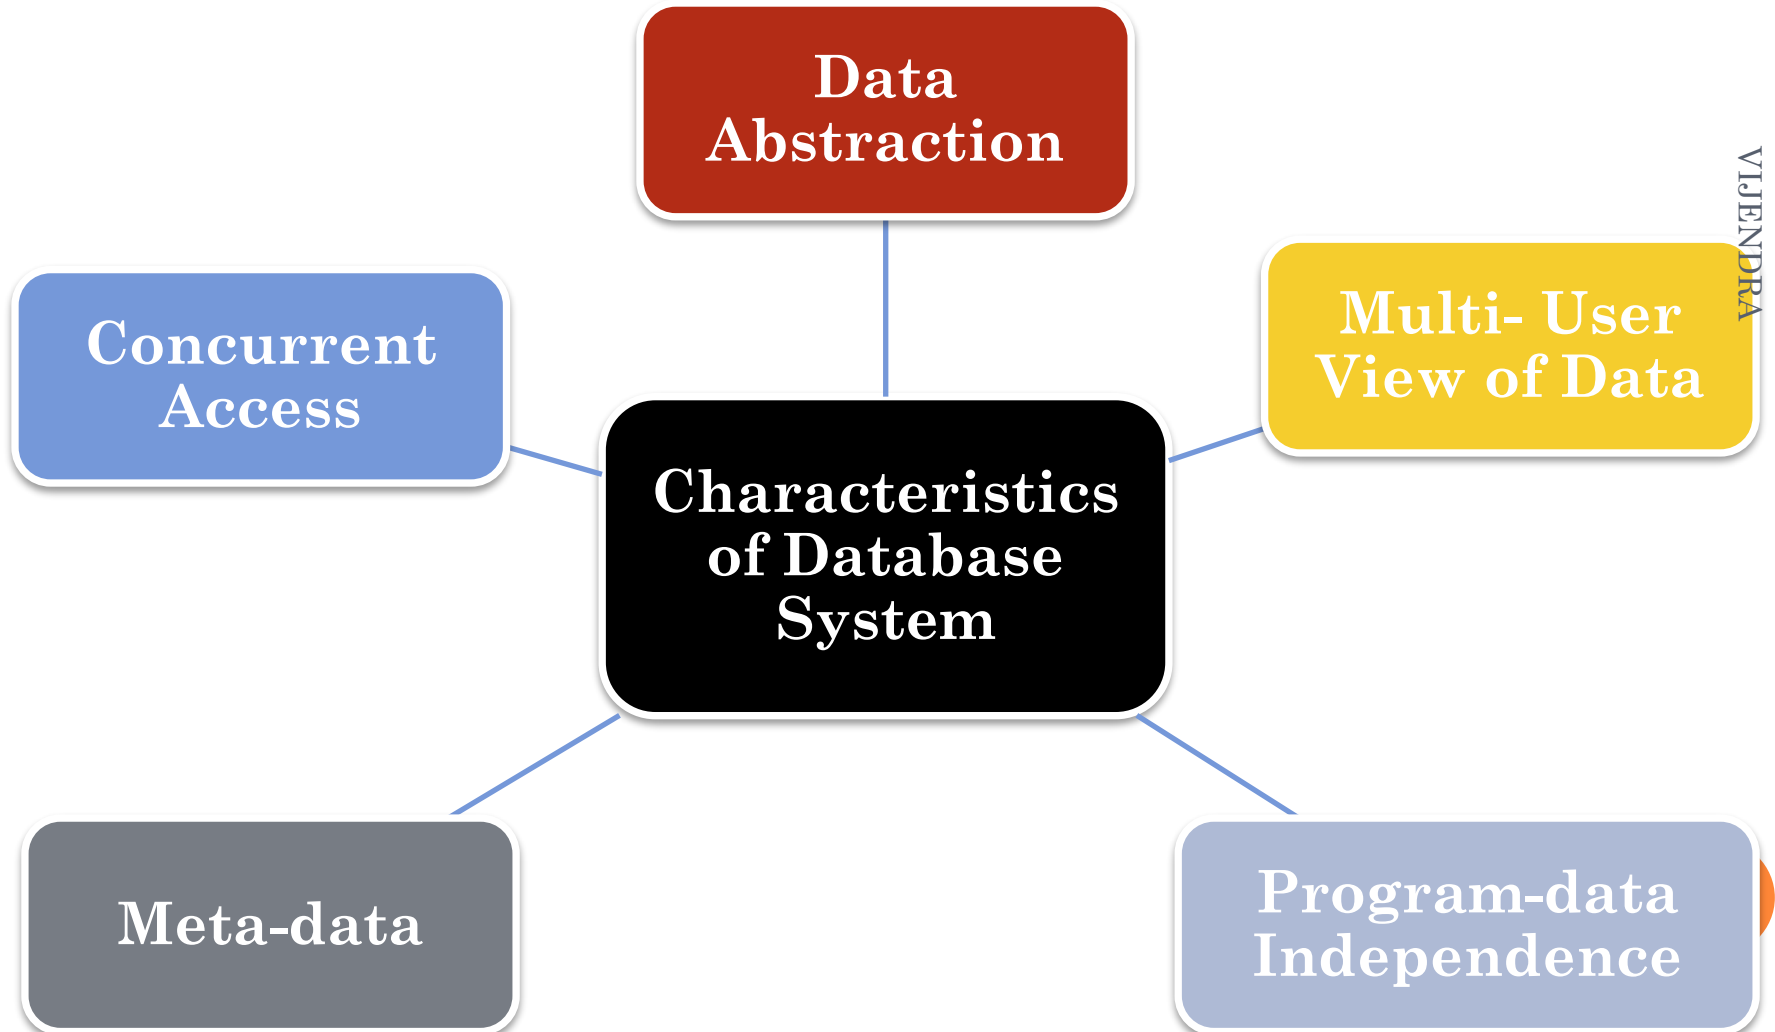 Data
Abstraction
Multi- User
View of Data
VIJENDRA
Concurrent
Access
Characteristics
of Database
System
Meta-data
Program-data
Independence